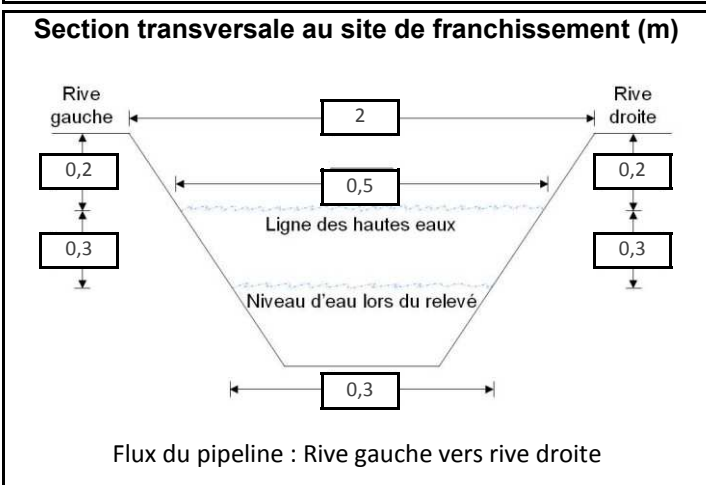 Section transversale au site de franchissement (m)
Rive gauche
2
Rive droite
0,2
0,5
0,2
Ligne des hautes eaux
0,3
0,3
Niveau d'eau lors du relevé
0,3
Flux du pipeline : Rive gauche vers rive droite